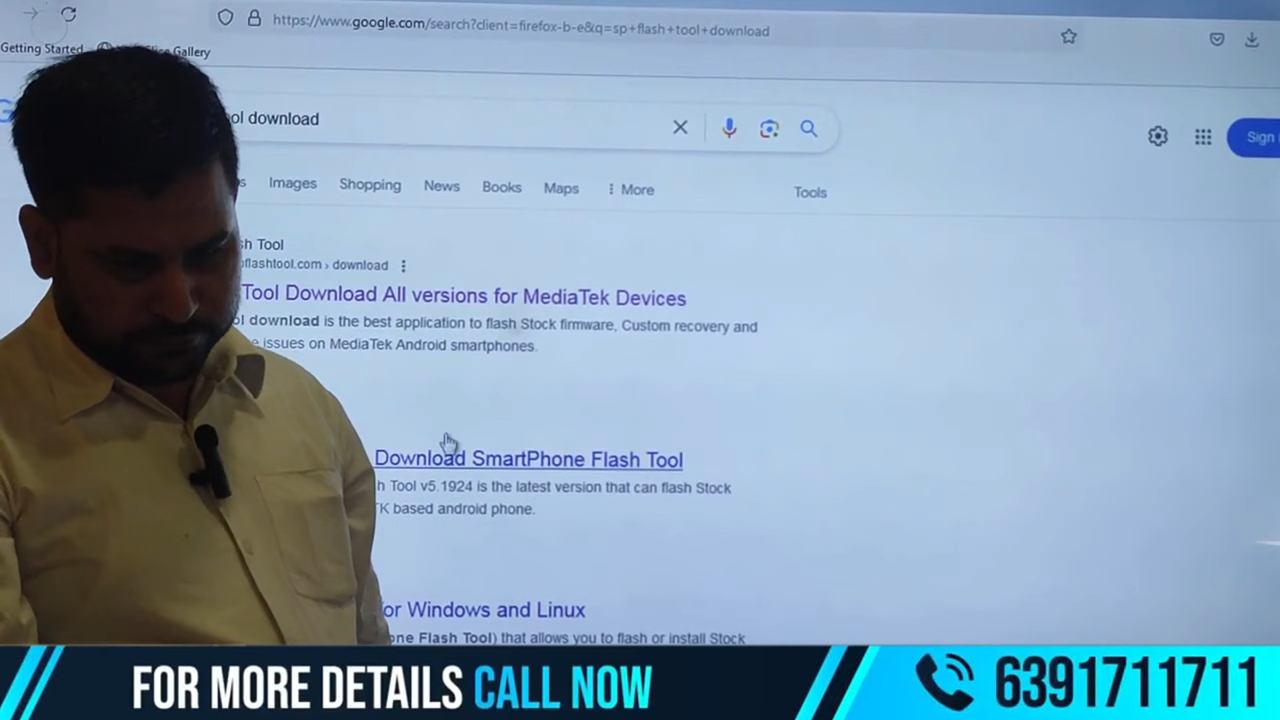 https://www.google.com/search?client=firefox-b-e&q=sp+flash+tool+download
Getting Started
Gallery
download
Sign
Images Shopping News Books Maps More Tools
Tool
flashtool.com › download
Tool Download All versions for MediaTek Devices
download is the best application to flash Stock firmware, Custom recovery and
issues on MediaTek Android smartphones.
Download SmartPhone Flash Tool
Tool v5.1924 is the latest version that can flash Stock
based android phone.
or Windows and Linux
Flash Tool) that allows you to flash or install Stock
FOR MORE DETAILS CALL NOW 6391711711